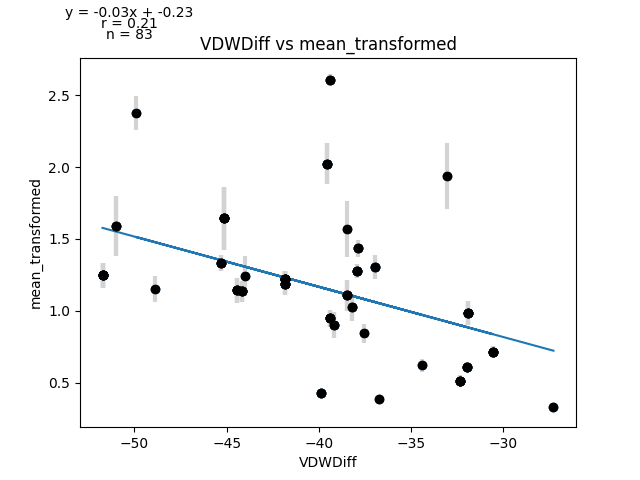 y = -0.03x + -0.23
r = 0.21
n = 83
VDWDiff vs mean_transformed
2.5
2.0
1.5
1.0
0.5
mean_transformed
−50
−45
−40
−35
−30
VDWDiff